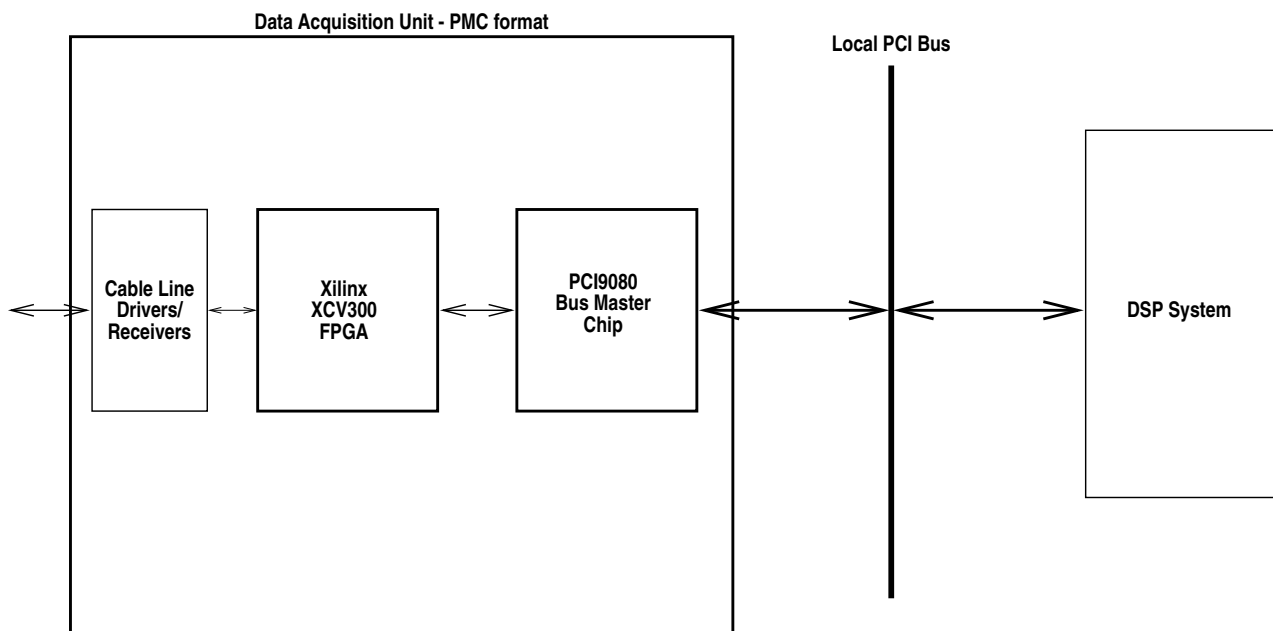 Data Acquisition Unit - PMC format
Local PCI Bus
Cable Line
Drivers/
Receivers
Xilinx
XCV300
FPGA
PCI9080
Bus Master
Chip
DSP System